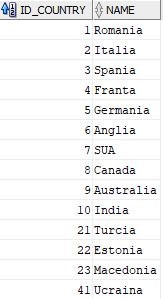 ID_COUNTRY NAME
1 Romania
2 Italia
3 Spania
4 Franta
5 Germania
6 Anglia
7 SUA
8 Canada
9 Australia
10 India
21 Turcia
22 Estonia
23 Macedonia
41 Ucraina